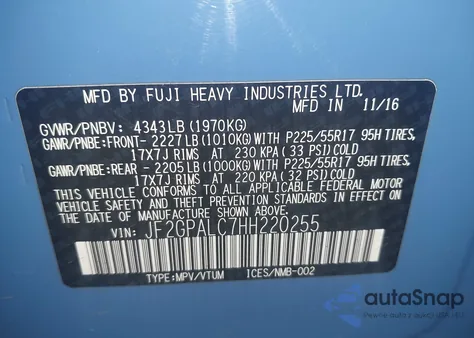 MFD BY FUJI HEAVY INDUSTRIES LTD.
IN 11/16
GVWR/PNBV: 4343LB (1970KG)
GAWR/PNBE:FRONT- 2227LB (1010KG)WITH P225/55R17 95H TIRES,
17X7J RIMS AT 230 KPA (33 PSI)COLD
GAWR/PNBE:REAR - 2205LB (1000KG)WITH P225/55R17 95H TIRES,
17X7J RIMS AT 220 KPA (32 PSI)COLD
THIS VEHICLE CONFORMS TO ALL APPLICABLE FEDERAL MOTOR
VEHICLE SAFETY AND THEFT PREVENTION STANDARDS IN EFFECT ON
THE DATE OF MANUFACTURE SHOWN ABOVE.
VIN: JF2GPALC7HH220255
TYPE:MPV/VTUM ICES/NMB-002
autoSnap